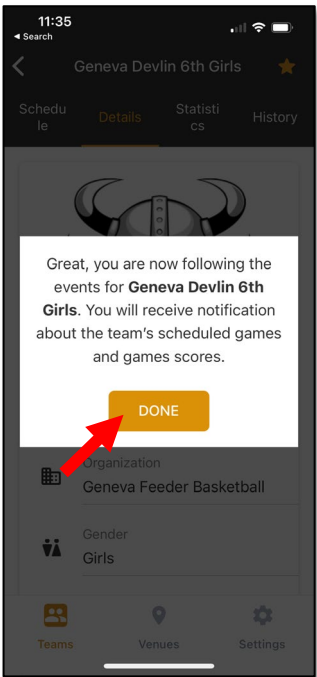 11:35
◄ Search
Geneva Devlin 6th Girls
Schedu
le
Details
Statisti
cs
History
Great, you are now following the
events for Geneva Devlin 6th
Girls. You will receive notification
about the team's scheduled games
and games scores.
DONE
Organization
Geneva Feeder Basketball
Gender
Girls
Teams
Venues
Settings